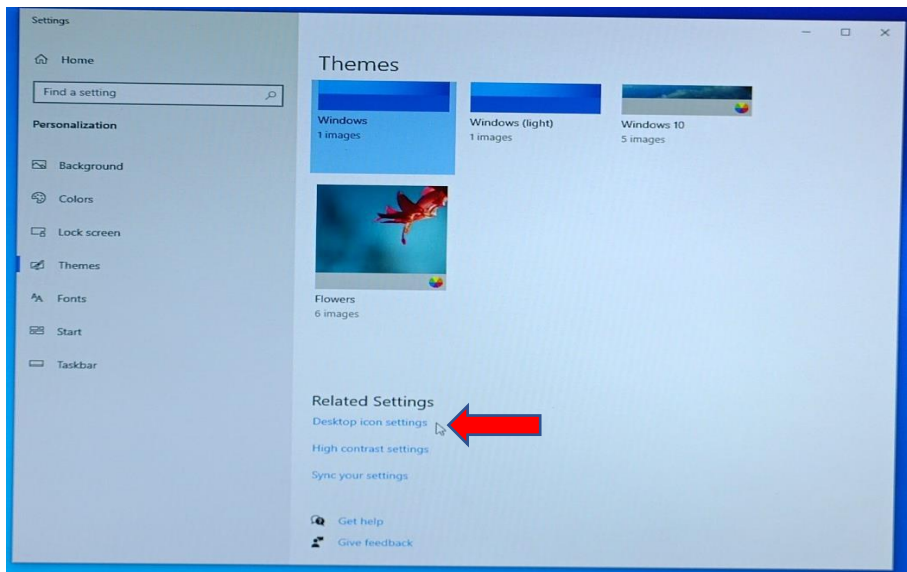 Settings
Home
Find a setting
Personalization
Background
Colors
Lock screen
Themes
Fonts
Start
Taskbar
Themes
Windows
1 images
Windows (light)
1 images
Windows 10
5 images
Flowers
6 images
Related Settings
Desktop icon settings
High contrast settings
Sync your settings
Get help
Give feedback